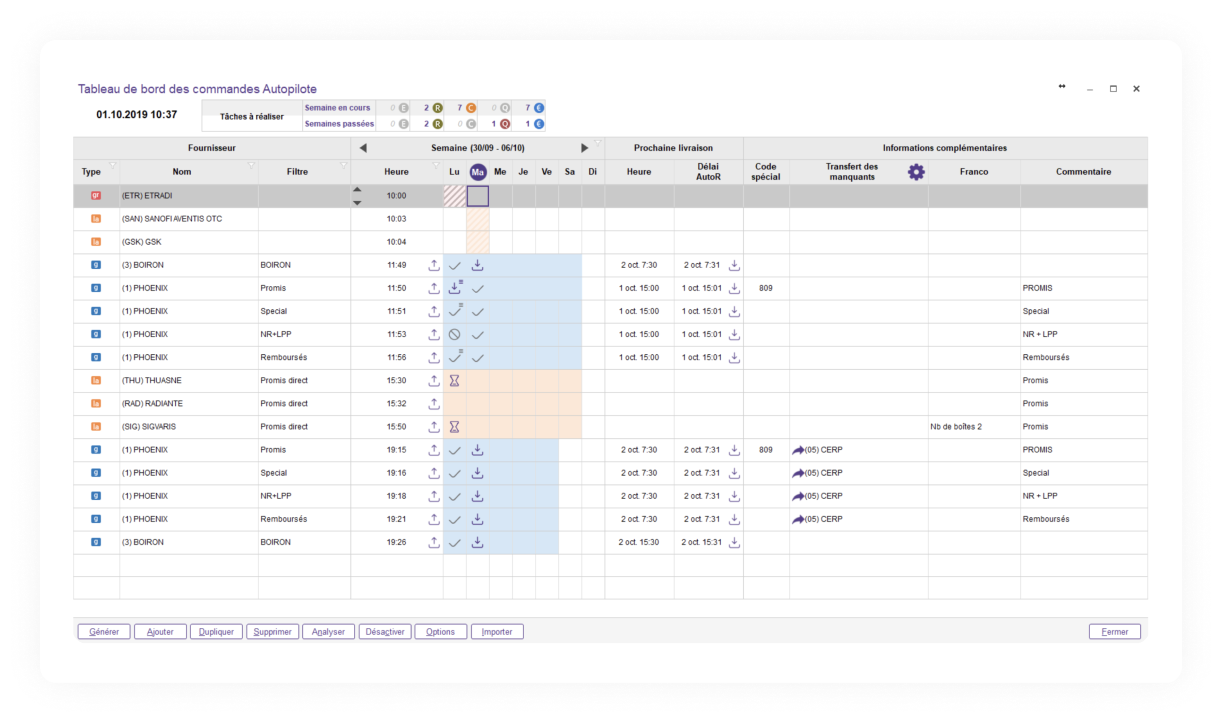 Tableau de bord des commandes Autopilote
01.10.2019 10:37 Tâches à réaliser
Semaine en cours 0 E 2 R 7 C 0 Q 7 €
Semaines passées 0 E 2 R 0 C 1 Q 1 €
Fournisseur Semaine (30/09 - 06/10) Prochaine livraison Informations complémentaires
Type Nom Filtre Heure Lu Ma Me Je Ve Sa Di Heure Délai AutoR Code spécial Transfert des manquants Franco Commentaire
gr (ETR) ETRADI 10:00
la (SAN) SANOFI AVENTIS OTC 10:03
la (GSK) GSK 10:04
g (3) BOIRON BOIRON 11:49 2 oct. 7:30 2 oct. 7:31
g (1) PHOENIX Promis 11:50 1 oct. 15:00 1 oct. 15:01 809 PROMIS
g (1) PHOENIX Special 11:51 1 oct. 15:00 1 oct. 15:01 Special
g (1) PHOENIX NR+LPP 11:53 1 oct. 15:00 1 oct. 15:01 NR + LPP
g (1) PHOENIX Remboursés 11:56 1 oct. 15:00 1 oct. 15:01 Remboursés
la (THU) THUASNE Promis direct 15:30 Promis
la (RAD) RADIANTE Promis direct 15:32 Promis
la (SIG) SIGVARIS Promis direct 15:50 Nb de boîtes 2 Promis
g (1) PHOENIX Promis 19:15 2 oct. 7:30 2 oct. 7:31 809 (05) CERP PROMIS
g (1) PHOENIX Special 19:16 2 oct. 7:30 2 oct. 7:31 (05) CERP Special
g (1) PHOENIX NR+LPP 19:18 2 oct. 7:30 2 oct. 7:31 (05) CERP NR + LPP
g (1) PHOENIX Remboursés 19:21 2 oct. 7:30 2 oct. 7:31 (05) CERP Remboursés
g (3) BOIRON BOIRON 19:26 2 oct. 15:30 2 oct. 15:31
Générer Ajouter Dupliquer Supprimer Analyser Désactiver Options Importer Fermer